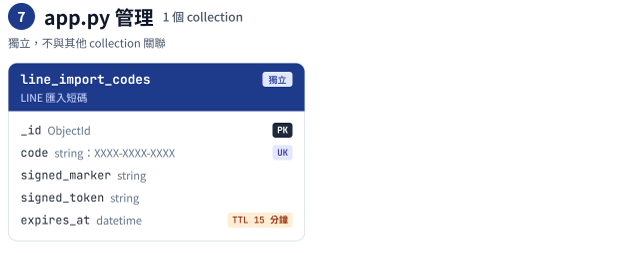 7 app.py 管理 1 個 collection
獨立，不與其他 collection 關聯
line_import_codes 獨立
LINE 匯入短碼
_id ObjectId PK
code string：XXXX-XXXX-XXXX UK
signed_marker string
signed_token string
expires_at datetime TTL 15 分鐘